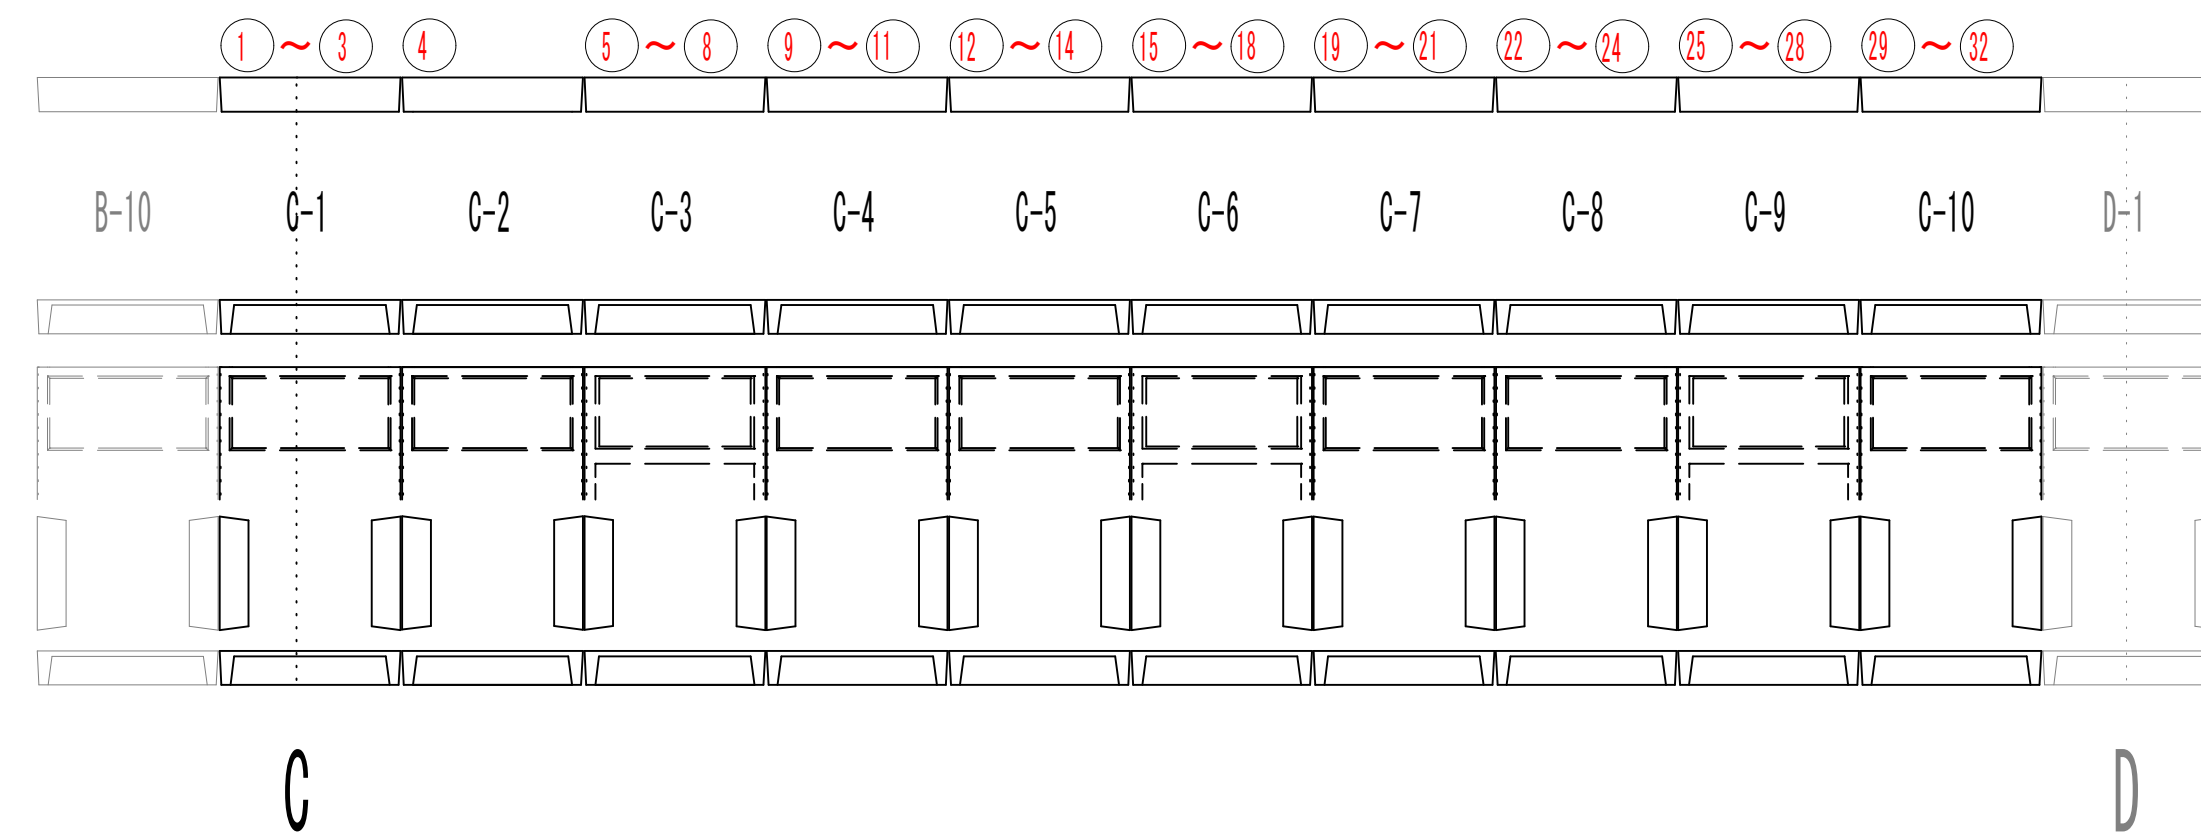 1～3 4 5～8 9～11 12～14 15～18 19～21 22～24 25～28 29～32
B-10 C-1 C-2 C-3 C-4 C-5 C-6 C-7 C-8 C-9 C-10 D-1
C D